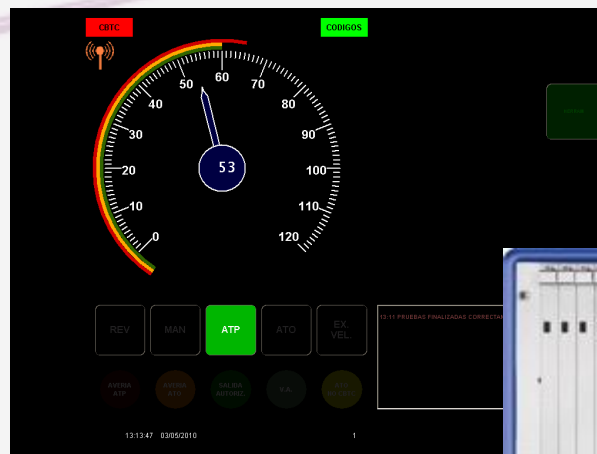 CBTC
CODIGOS
0
10
20
30
40
50
60
70
80
90
100
110
120
53
REV
MAN
ATP
ATO
EX. VEL.
13:11 PRUEBAS FINALIZADAS CORRECTAM
AVERIA ATP
AVERIA ATO
SALIDA AUTORIZ.
V.A.
13:13:47 03/05/2010
1